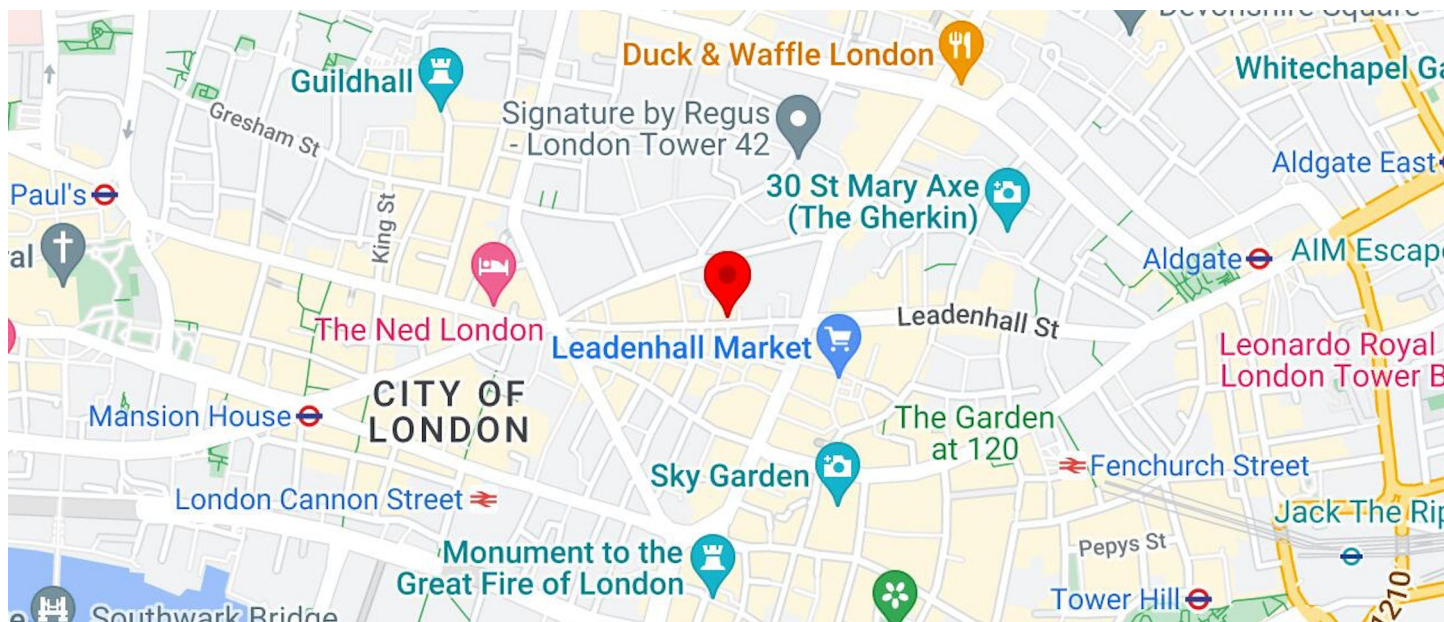 Devonshire Square
Duck & Waffle London
Guildhall
Whitechapel Ga
Signature by Regus
- London Tower 42
Gresham St
Aldgate East
Paul's
30 St Mary Axe
(The Gherkin)
King St
al
Aldgate
AIM Escape
The Ned London
Leadenhall St
Leadenhall Market
Leonardo Royal
London Tower B
CITY OF
LONDON
Mansion House
The Garden
at 120
Sky Garden
Fenchurch Street
London Cannon Street
Jack The Rip
Monument to the
Great Fire of London
Pepys St
Tower Hill
A1210
e
Southwark Bridge